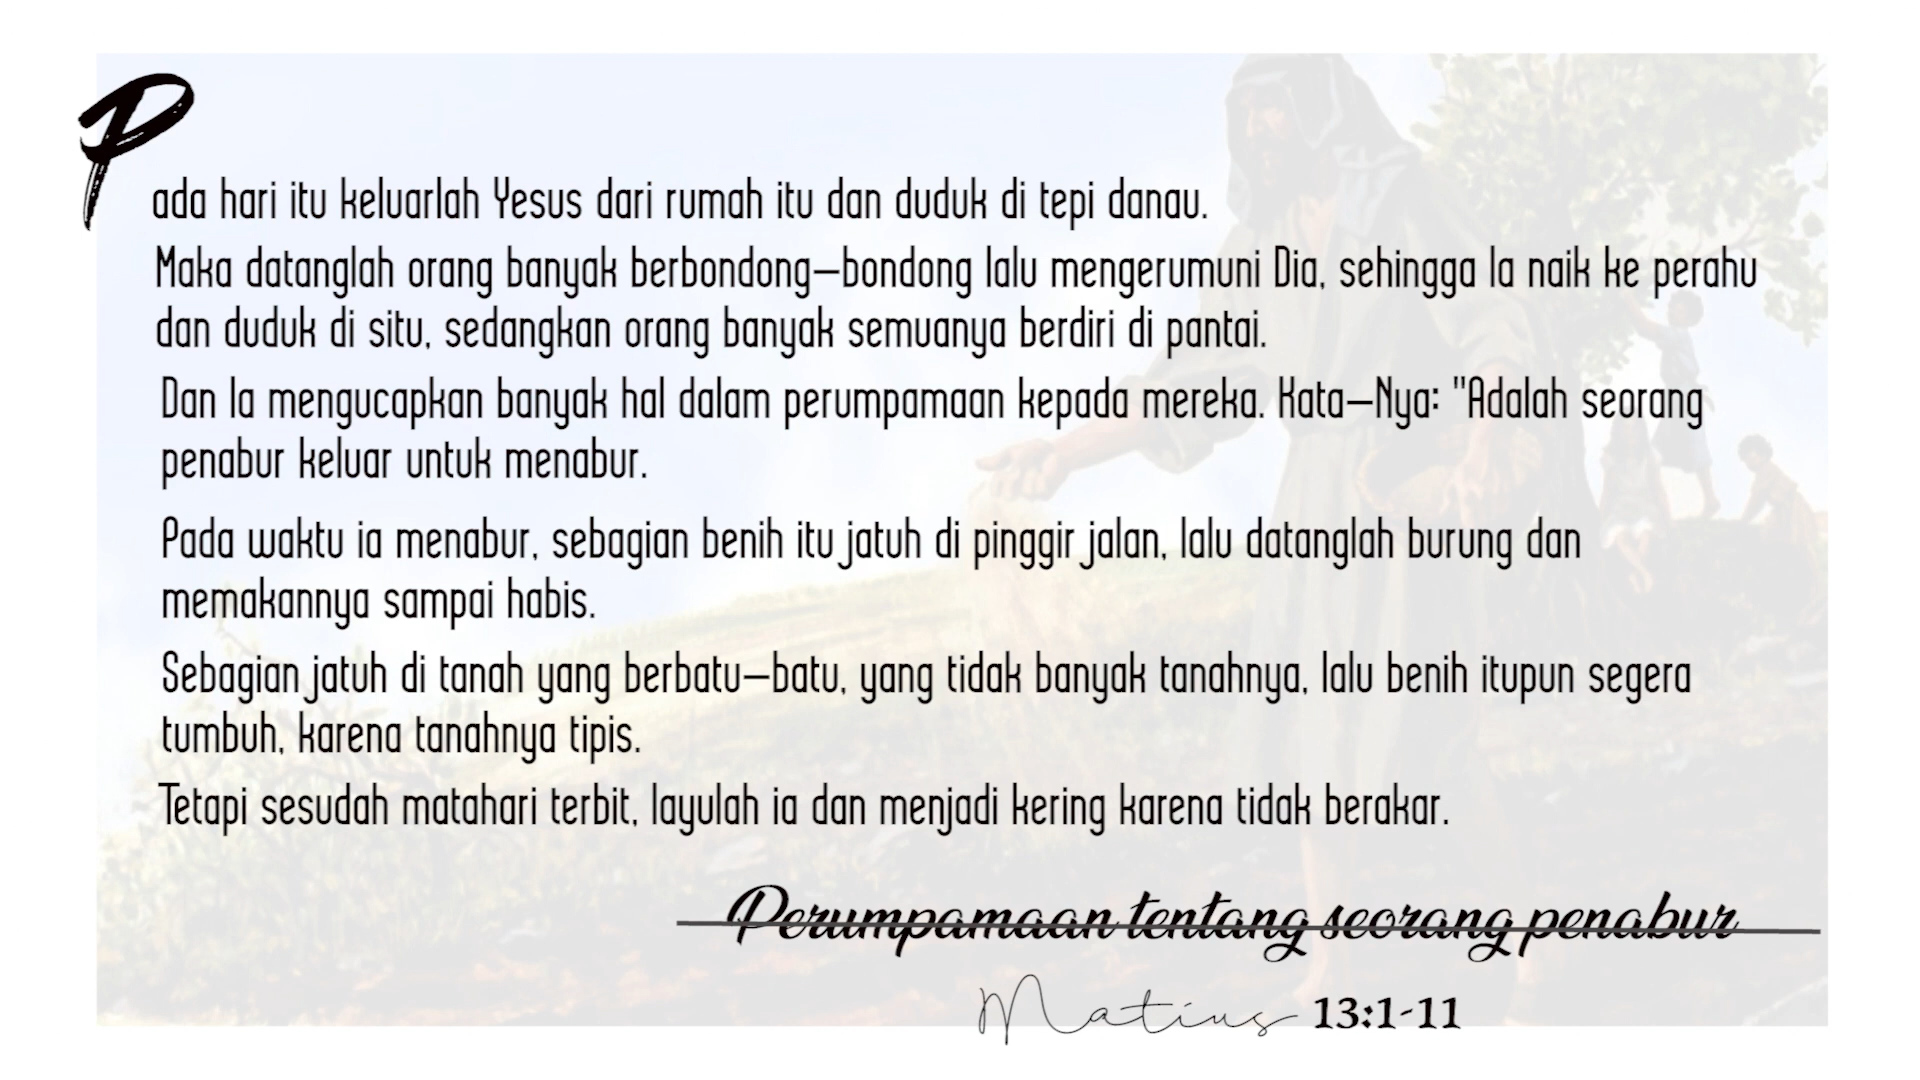 Pada hari itu keluarlah Yesus dari rumah itu dan duduk di tepi danau.
Maka datanglah orang banyak berbondong–bondong lalu mengerumuni Dia, sehingga Ia naik ke perahu
dan duduk di situ, sedangkan orang banyak semuanya berdiri di pantai.
Dan Ia mengucapkan banyak hal dalam perumpamaan kepada mereka. Kata–Nya: "Adalah seorang
penabur keluar untuk menabur.
Pada waktu ia menabur, sebagian benih itu jatuh di pinggir jalan, lalu datanglah burung dan
memakannya sampai habis.
Sebagian jatuh di tanah yang berbatu–batu, yang tidak banyak tanahnya, lalu benih itupun segera
tumbuh, karena tanahnya tipis.
Tetapi sesudah matahari terbit, layulah ia dan menjadi kering karena tidak berakar.
Perumpamaan tentang seorang penabur
Matius 13:1-11